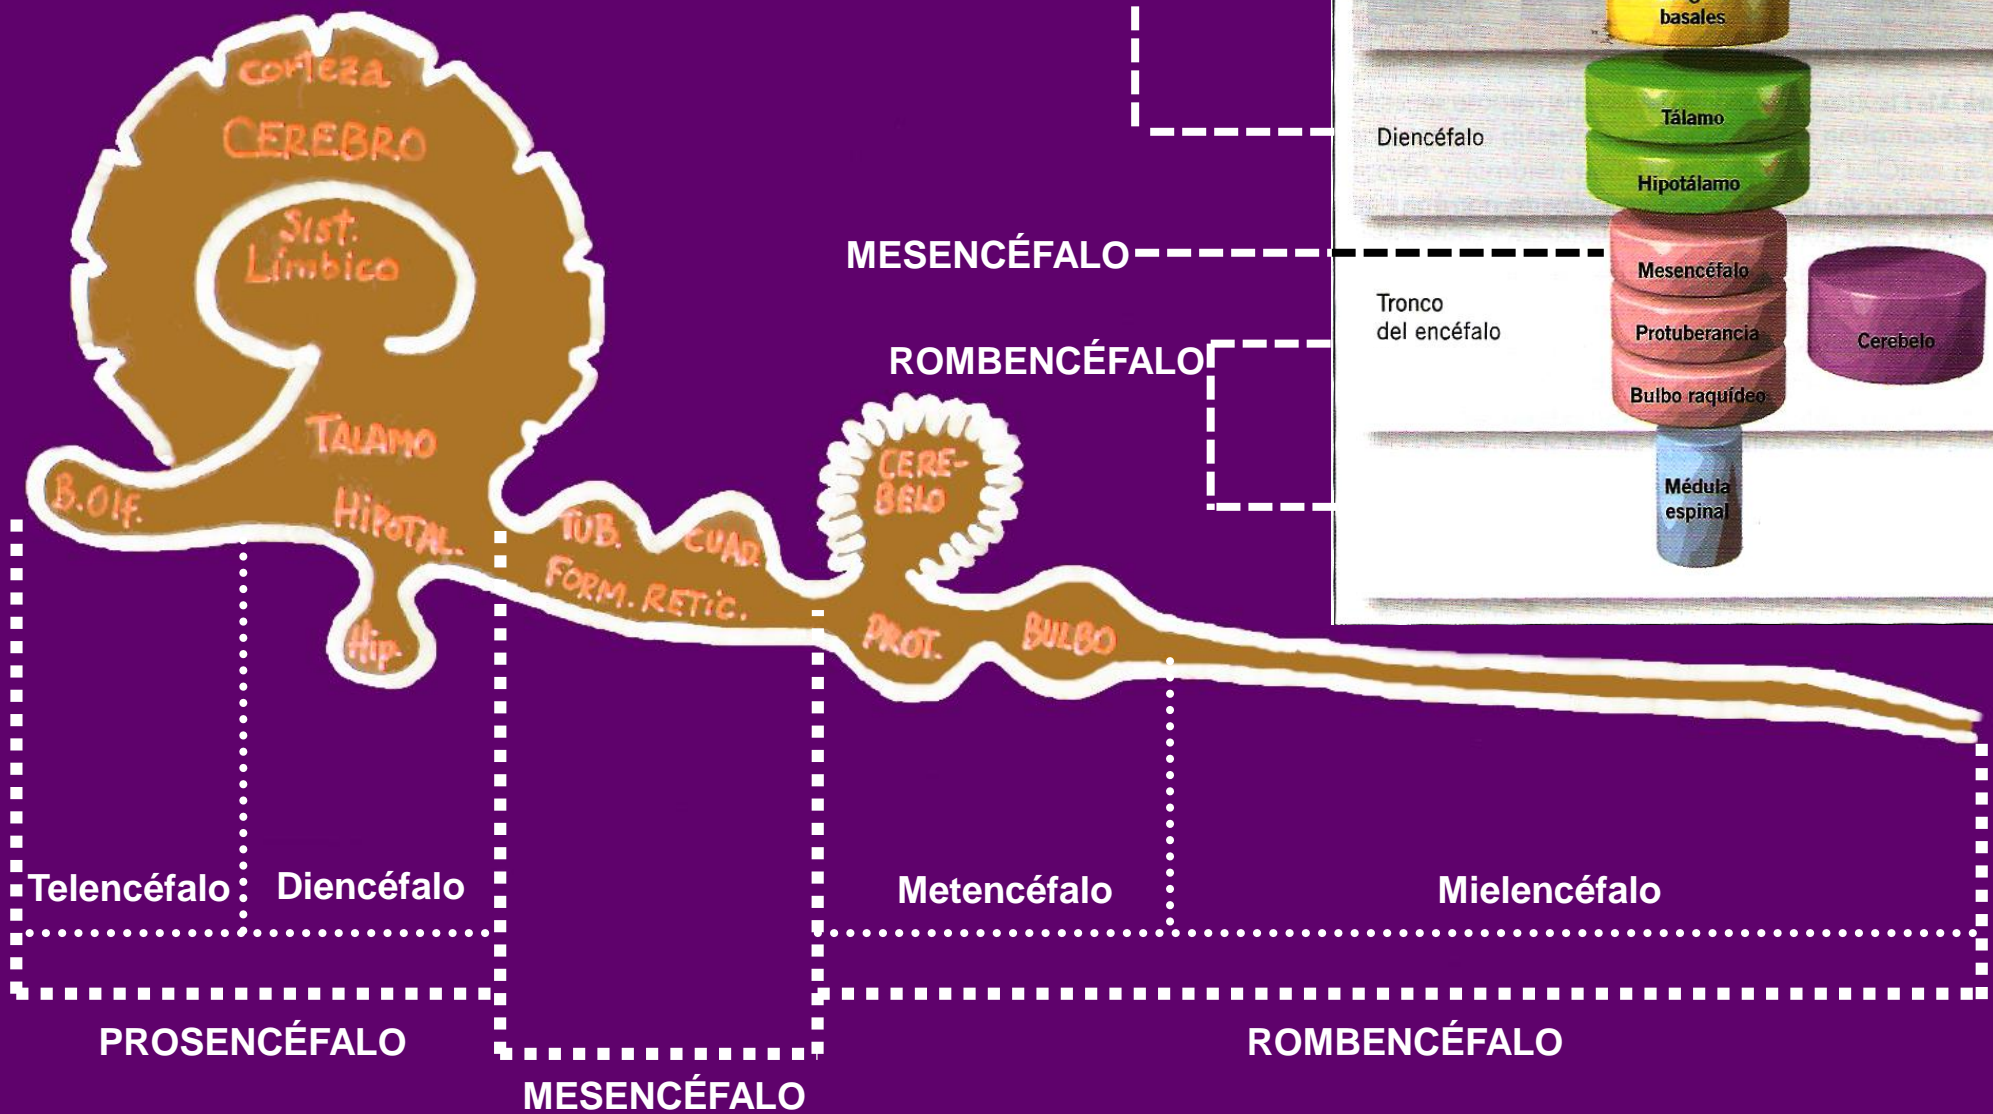 basales
Tálamo
Diencéfalo
Hipotálamo
MESENCÉFALO
Mesencéfalo
Tronco
del encéfalo
Protuberancia
Cerebelo
ROMBENCÉFALO
Bulbo raquídeo
Médula
espinal
corteza
CEREBRO
Sist.
Límbico
TALAMO
B.Olf.
HIPOTAL.
Hip.
TUB. CUAD.
FORM. RETIC.
CERE-
BELO
PROT.
BULBO
Telencéfalo
Diencéfalo
Metencéfalo
Mielencéfalo
PROSENCÉFALO
MESENCÉFALO
ROMBENCÉFALO